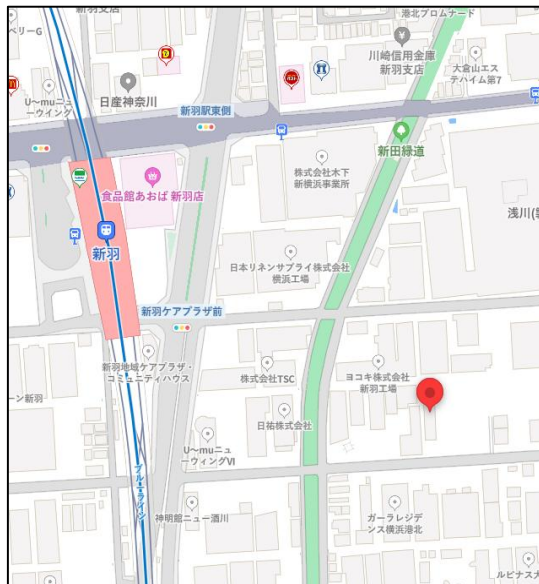 新羽支店
ベリーG
港北プロムナード
川崎信用金庫
新羽支店
大倉山エス
テハイム第7
U〜muニュ
ーウイング
日産神奈川
新羽駅東側
新田緑道
株式会社木下
新横浜事業所
食品館あおば 新羽店
浅川(
新羽
日本リネンサプライ株式会社
横浜工場
新羽ケアプラザ前
新羽地域ケアプラザ・
コミュニティハウス
株式会社TSC
ヨコキ株式会社
新羽工場
ーン新羽
日祐株式会社
U〜muニュ
ーウィングⅥ
ブルーライン
神明館ニュー酒川
ガーラレジデ
ンス横浜港北
ルピナス大